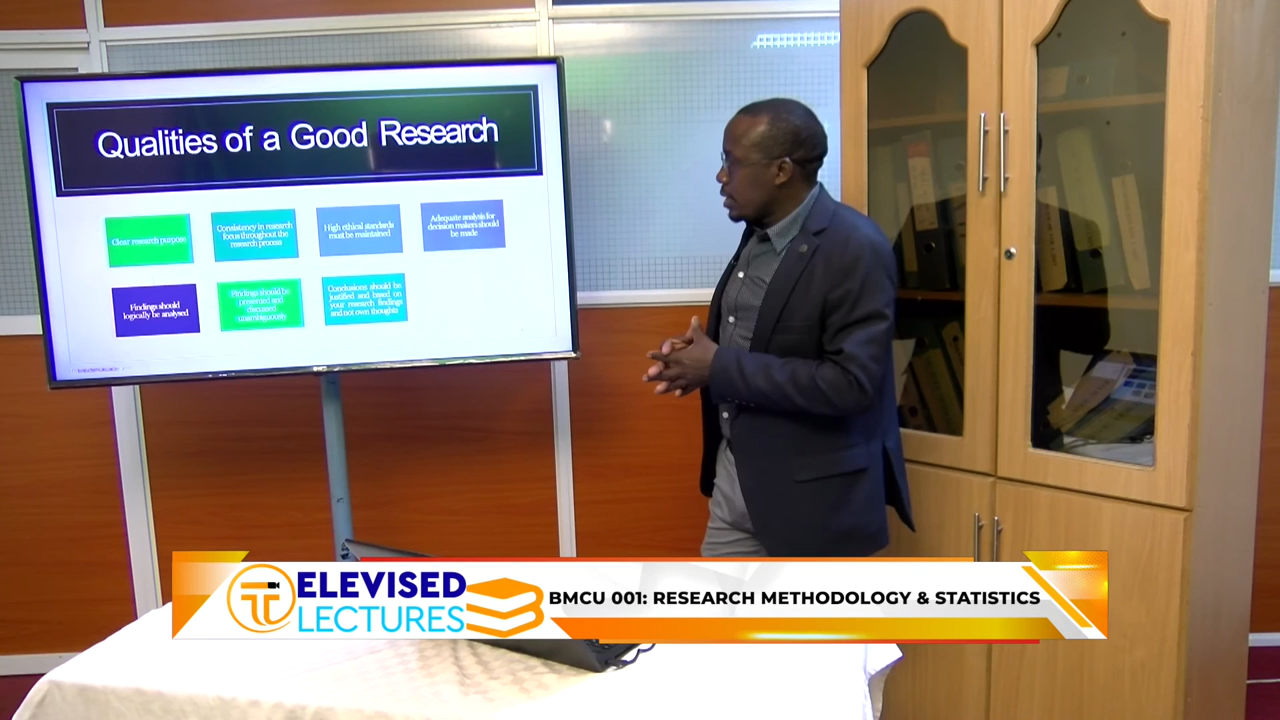 Qualities of a Good Research
Clear research purpose
Consistency in research
focus throughout the
research process
High ethical standards
must be maintained
Adequate analysis for
decision makers should
be made
Findings should
logically be analysed
Findings should be
presented and
discussed
unambiguously
Conclusions should be
justified and based on
your research findings
and not own thoughts
TELEVISED
LECTURES
BMCU 001: RESEARCH METHODOLOGY & STATISTICS